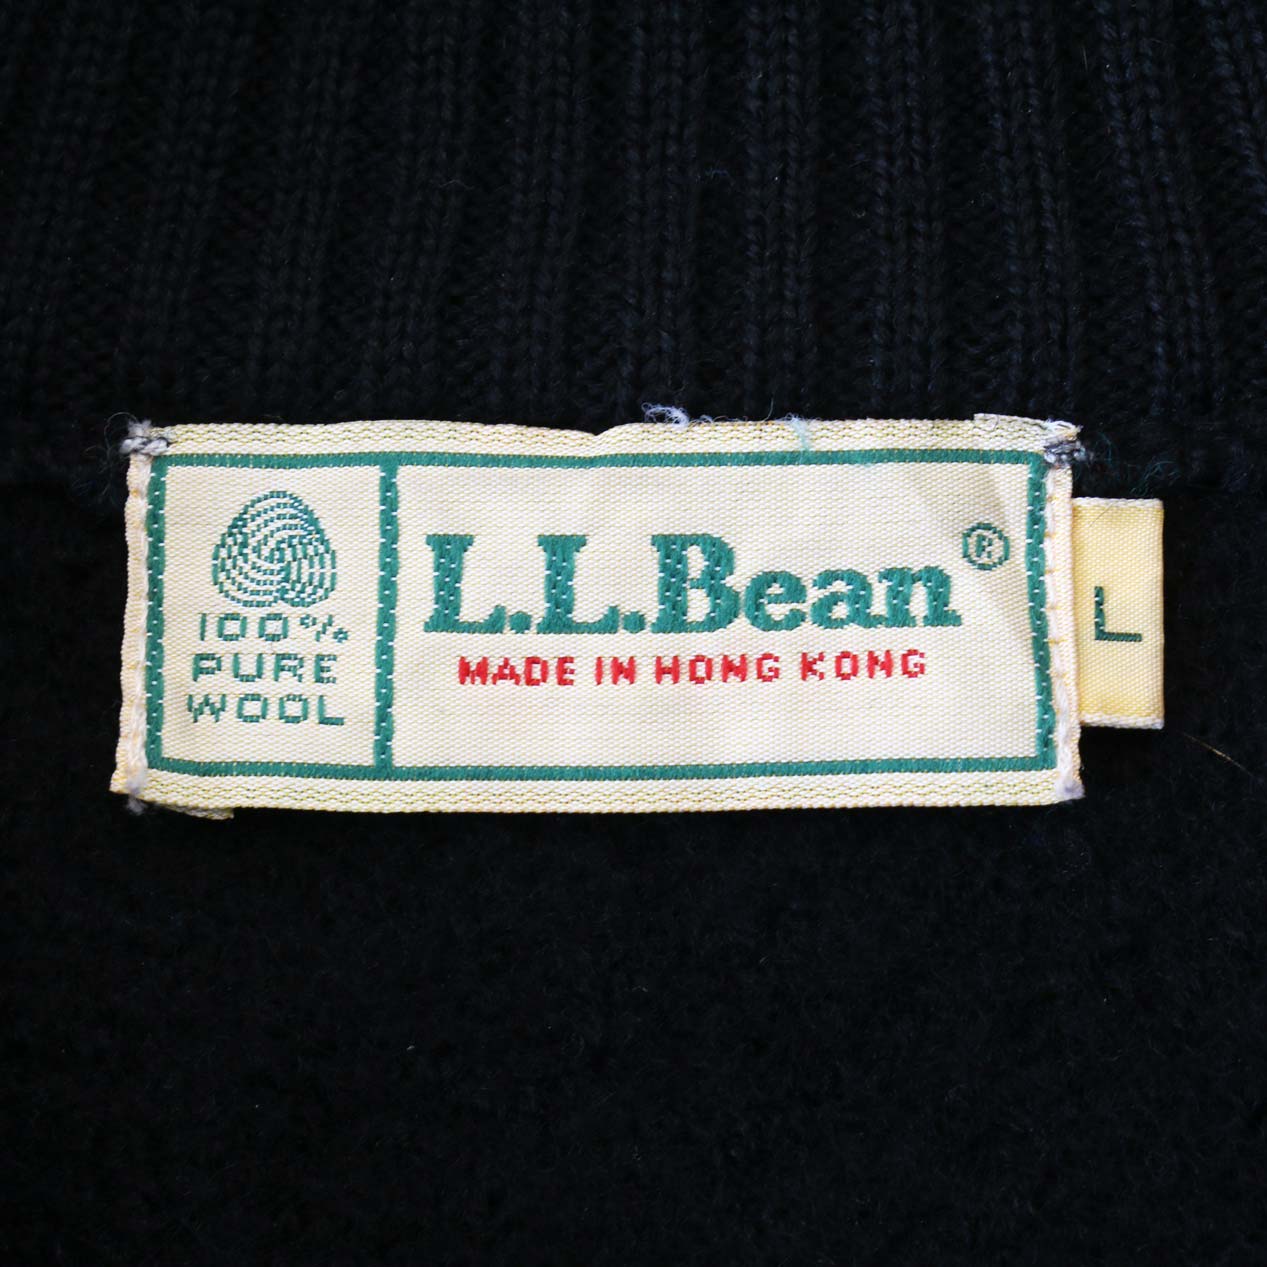 100%
PURE
WOOL
L.L.Bean®
MADE IN HONG KONG
L